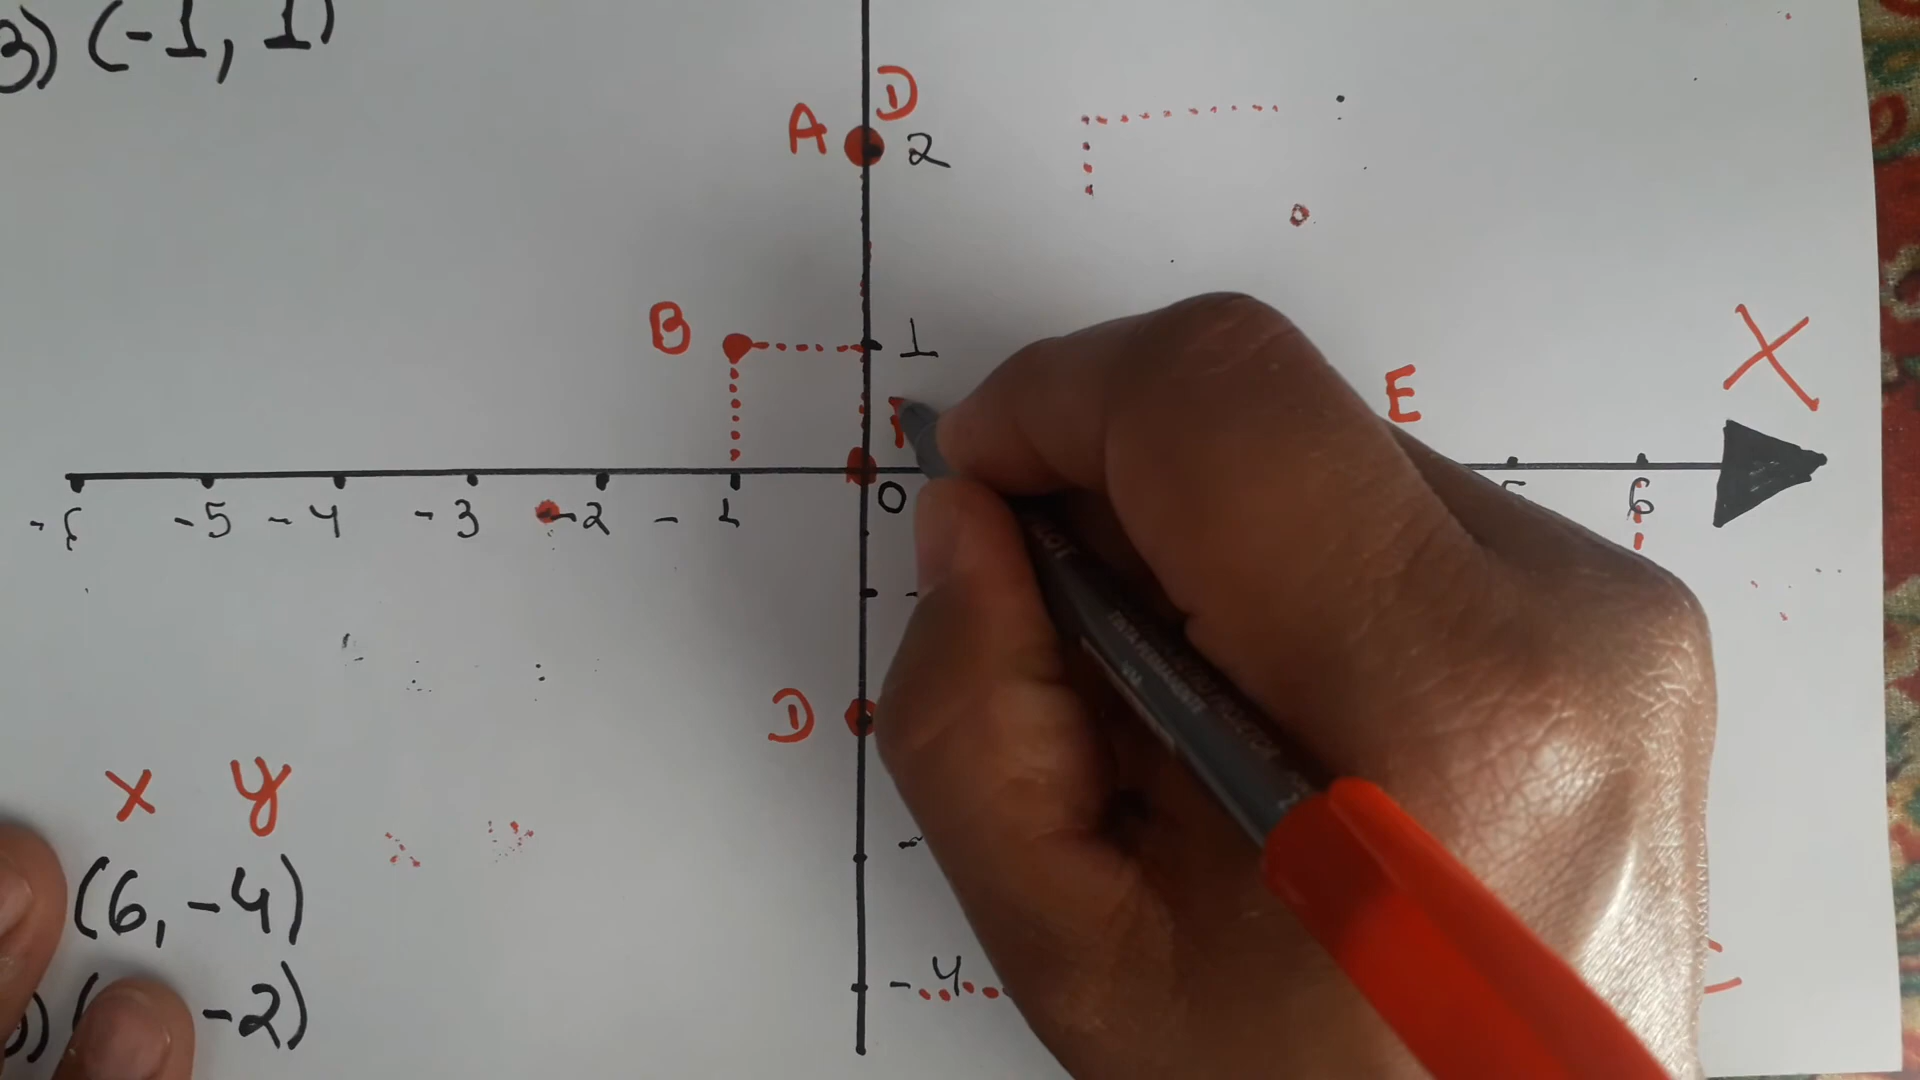 3) (-1, 1)
D
A 2
B 1
E X
0 6
-5 -4 -3 -2 -1
D
x y
(6, -4)
-4
-2)